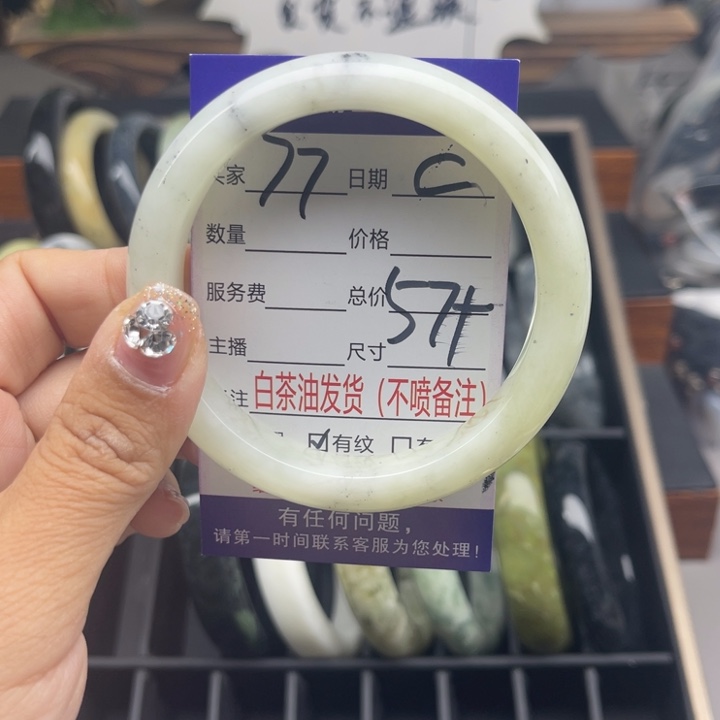 家 77 日期 C
数量 价格
服务费 总价
主播 尺寸 57+
注 白茶油发货（不喷备注）
☑有纹 □有
有任何问题，
请第一时间联系客服为您处理！